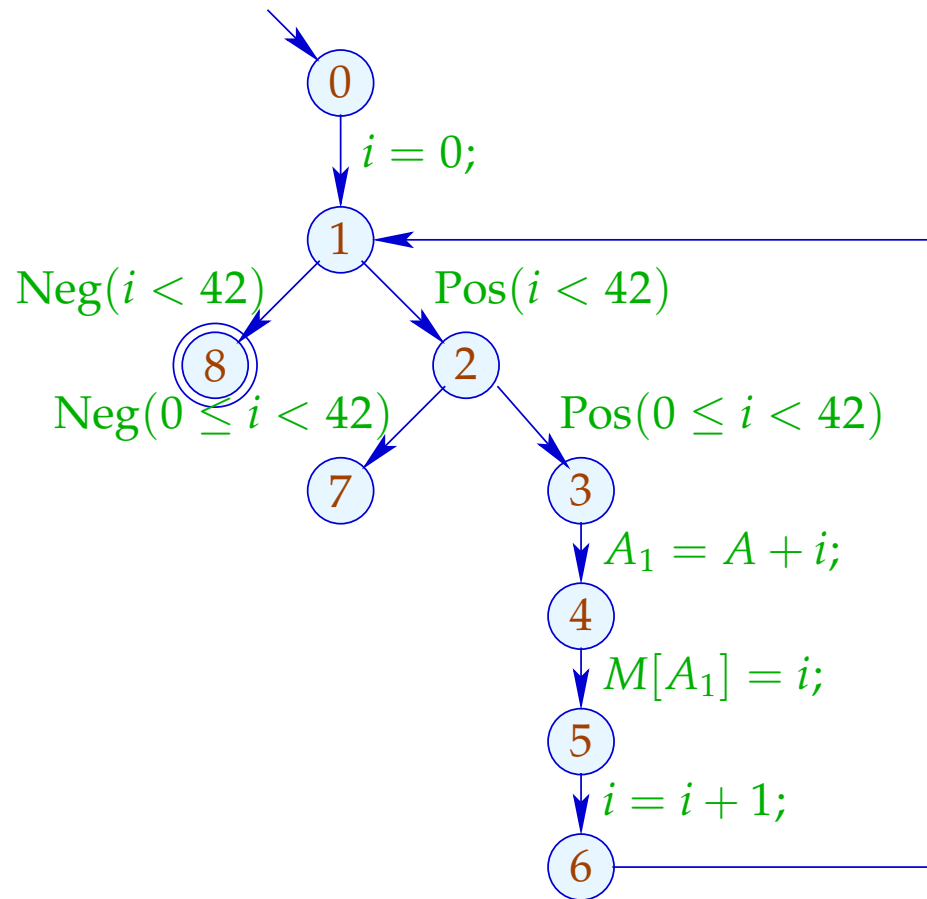 0
i = 0;
1
Neg(i < 42) Pos(i < 42)
8 2
Neg(0 ≤ i < 42) Pos(0 ≤ i < 42)
7 3
A₁ = A + i;
4
M[A₁] = i;
5
i = i + 1;
6